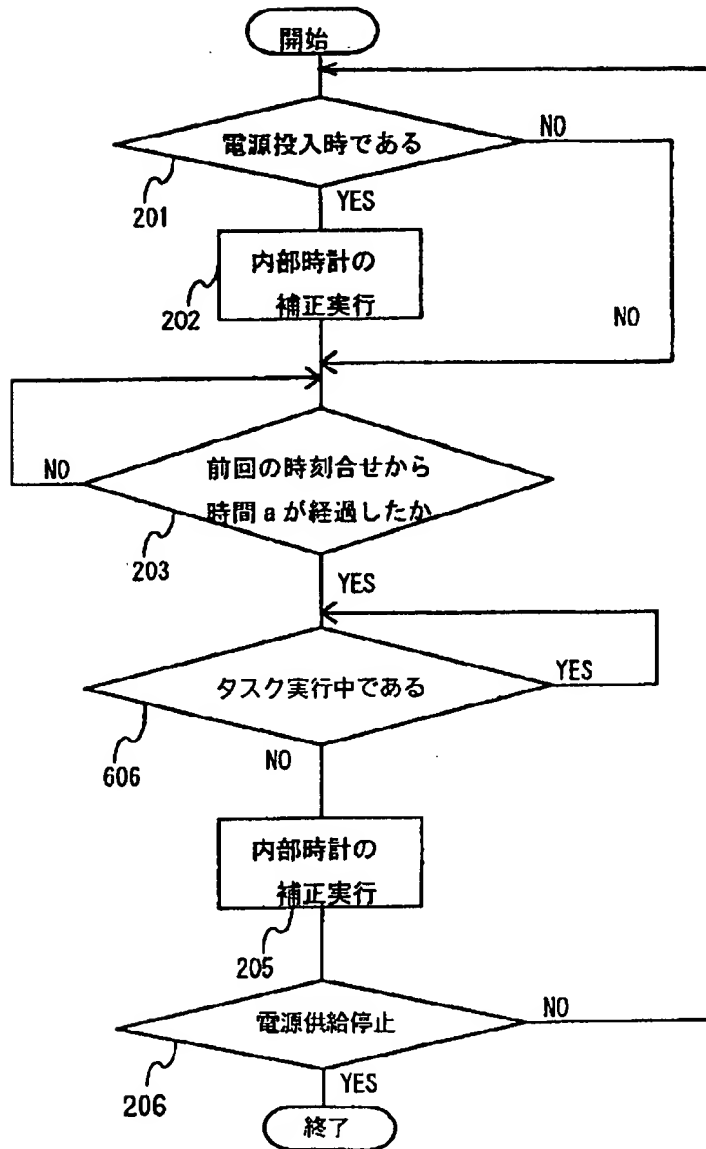 開始
電源投入時である
NO
201
YES
内部時計の
補正実行
202
NO
NO
前回の時刻合せから
時間aが経過したか
203
YES
タスク実行中である
YES
606
NO
内部時計の
補正実行
205
電源供給停止
NO
206
YES
終了